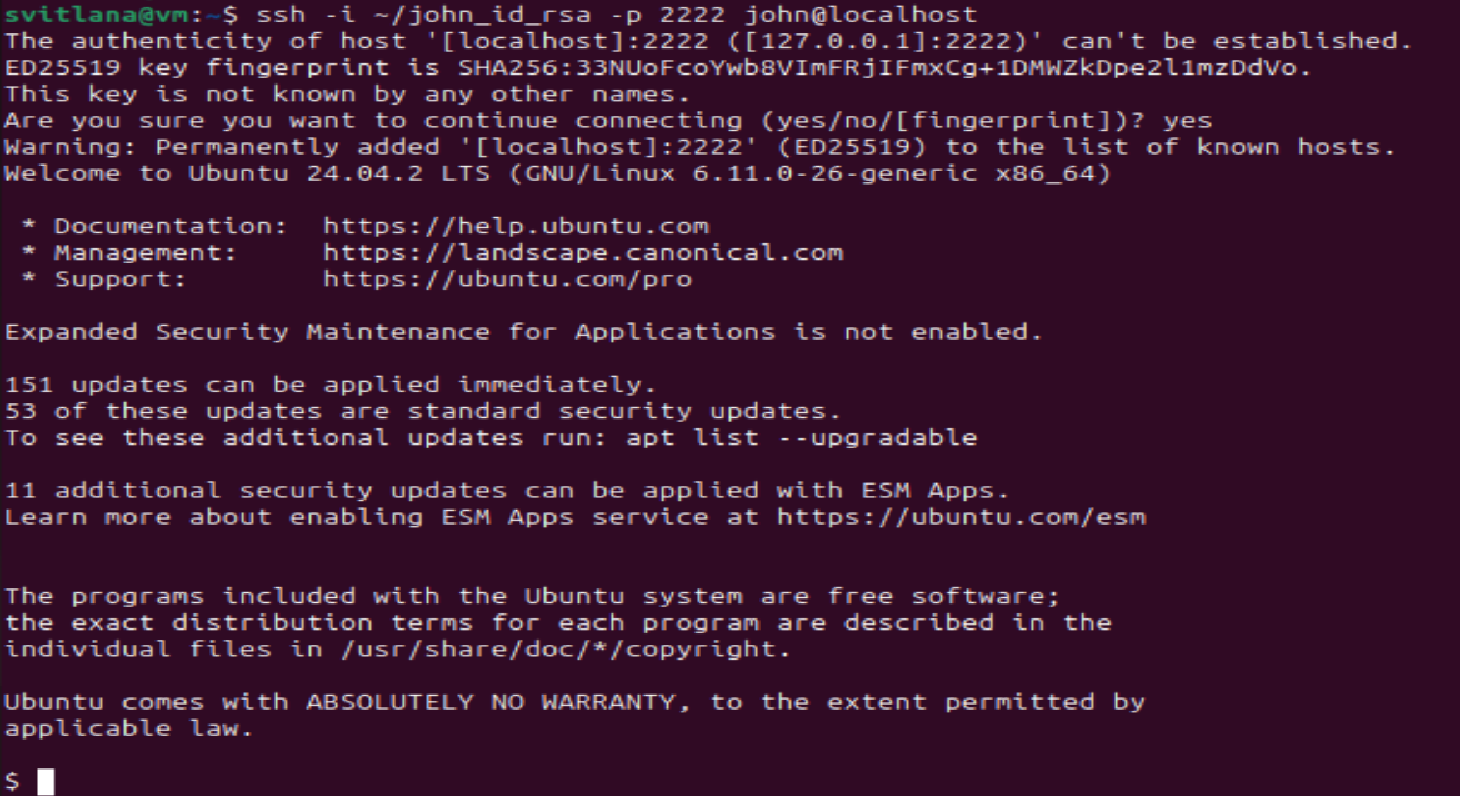 svitlana@vm:~$ ssh -i ~/john_id_rsa -p 2222 john@localhost
The authenticity of host '[localhost]:2222 ([127.0.0.1]:2222)' can't be established.
ED25519 key fingerprint is SHA256:33NUoFcoYwb8VImFRjIFmxCg+1DMWZkDpe2l1mzDdVo.
This key is not known by any other names.
Are you sure you want to continue connecting (yes/no/[fingerprint])? yes
Warning: Permanently added '[localhost]:2222' (ED25519) to the list of known hosts.
Welcome to Ubuntu 24.04.2 LTS (GNU/Linux 6.11.0-26-generic x86_64)
 * Documentation:  https://help.ubuntu.com
 * Management:     https://landscape.canonical.com
 * Support:        https://ubuntu.com/pro
Expanded Security Maintenance for Applications is not enabled.
151 updates can be applied immediately.
53 of these updates are standard security updates.
To see these additional updates run: apt list --upgradable
11 additional security updates can be applied with ESM Apps.
Learn more about enabling ESM Apps service at https://ubuntu.com/esm
The programs included with the Ubuntu system are free software;
the exact distribution terms for each program are described in the
individual files in /usr/share/doc/*/copyright.
Ubuntu comes with ABSOLUTELY NO WARRANTY, to the extent permitted by
applicable law.
$